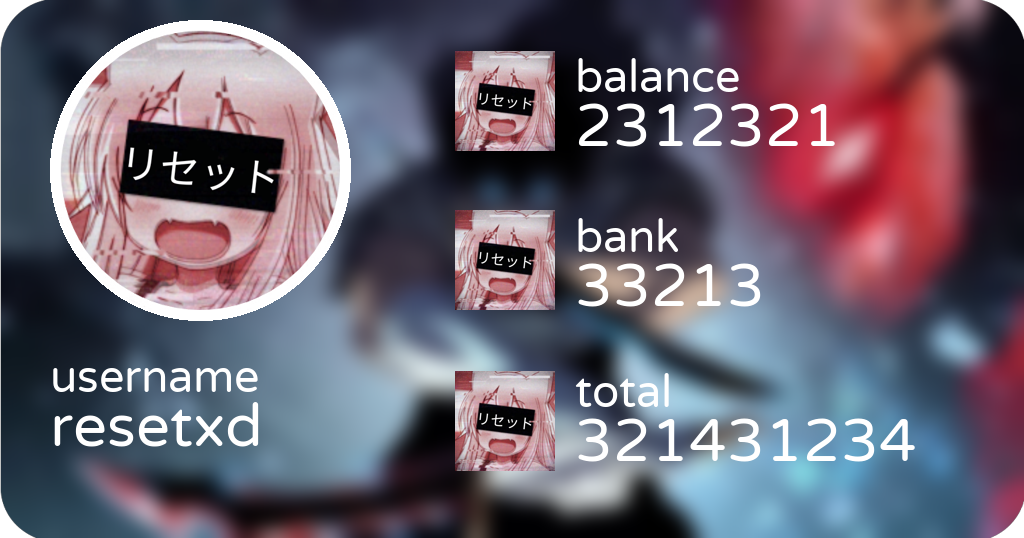 リセット
username
resetxd
リセット
balance
2312321
リセット
bank
33213
リセット
total
321431234